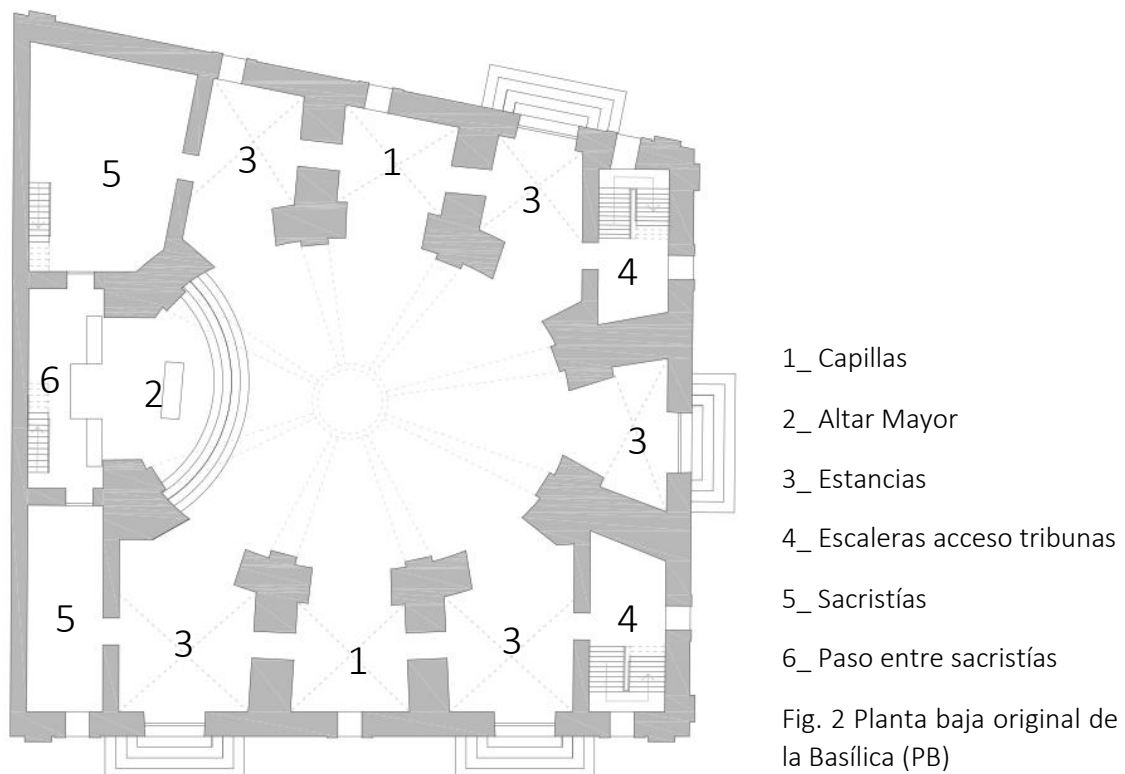 5
3
1
3
4
6
2
3
5
3
1
3
4
1_ Capillas
2_ Altar Mayor
3_ Estancias
4_ Escaleras acceso tribunas
5_ Sacristías
6_ Paso entre sacristías
Fig. 2 Planta baja original de
la Basílica (PB)